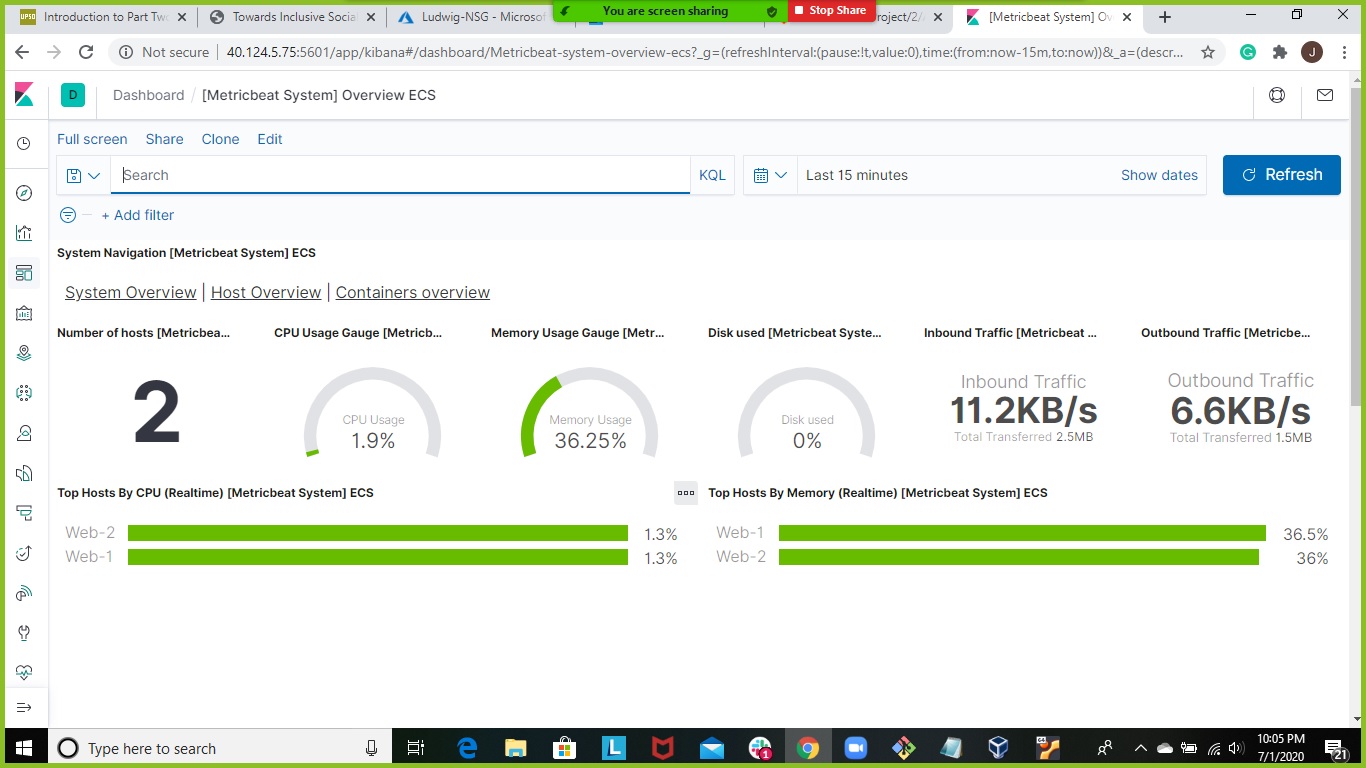 UPSO Introduction to Part Two
Towards Inclusive Social
Ludwig-NSG - Microsof
You are screen sharing
Stop Share
roject/2/
[Metricbeat System] Ov
Not secure
40.124.5.75:5601/app/kibana#/dashboard/Metricbeat-system-overview-ecs?_g=(refreshInterval:(pause:!t,value:0),time:(from:now-15m,to:now))&_a=(descr...
G
J
D
Dashboard / [Metricbeat System] Overview ECS
Full screen Share Clone Edit
Search
KQL
Last 15 minutes
Show dates
Refresh
+ Add filter
System Navigation [Metricbeat System] ECS
System Overview | Host Overview | Containers overview
Number of hosts [Metricbea...
CPU Usage Gauge [Metricb...
Memory Usage Gauge [Metr...
Disk used [Metricbeat Syste...
Inbound Traffic [Metricbeat ...
Outbound Traffic [Metricbe...
2
CPU Usage
1.9%
Memory Usage
36.25%
Disk used
0%
Inbound Traffic
11.2KB/s
Total Transferred 2.5MB
Outbound Traffic
6.6KB/s
Total Transferred 1.5MB
Top Hosts By CPU (Realtime) [Metricbeat System] ECS
Web-2 1.3%
Web-1 1.3%
Top Hosts By Memory (Realtime) [Metricbeat System] ECS
Web-1 36.5%
Web-2 36%
Type here to search
L
1
64
10:05 PM
7/1/2020
21